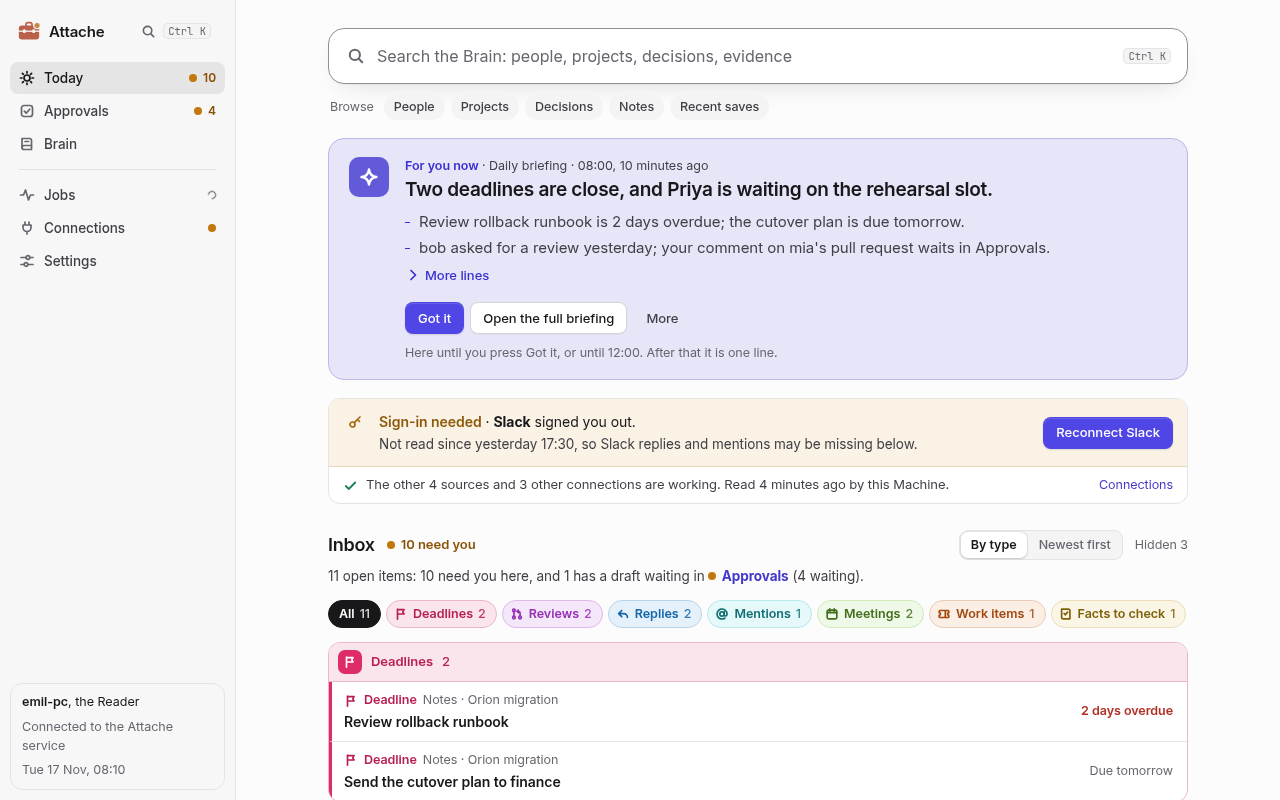 Attache
Ctrl K
Today 10
Approvals 4
Brain
Jobs
Connections
Settings
emil-pc, the Reader
Connected to the Attache
service
Tue 17 Nov, 08:10
Search the Brain: people, projects, decisions, evidence
Ctrl K
Browse People Projects Decisions Notes Recent saves
For you now · Daily briefing · 08:00, 10 minutes ago
Two deadlines are close, and Priya is waiting on the rehearsal slot.
- Review rollback runbook is 2 days overdue; the cutover plan is due tomorrow.
- bob asked for a review yesterday; your comment on mia's pull request waits in Approvals.
More lines
Got it Open the full briefing More
Here until you press Got it, or until 12:00. After that it is one line.
Sign-in needed · Slack signed you out.
Not read since yesterday 17:30, so Slack replies and mentions may be missing below.
Reconnect Slack
The other 4 sources and 3 other connections are working. Read 4 minutes ago by this Machine.
Connections
Inbox 10 need you
By type Newest first Hidden 3
11 open items: 10 need you here, and 1 has a draft waiting in Approvals (4 waiting).
All 11 Deadlines 2 Reviews 2 Replies 2 Mentions 1 Meetings 2 Work items 1 Facts to check 1
Deadlines 2
Deadline Notes · Orion migration
Review rollback runbook
2 days overdue
Deadline Notes · Orion migration
Send the cutover plan to finance
Due tomorrow